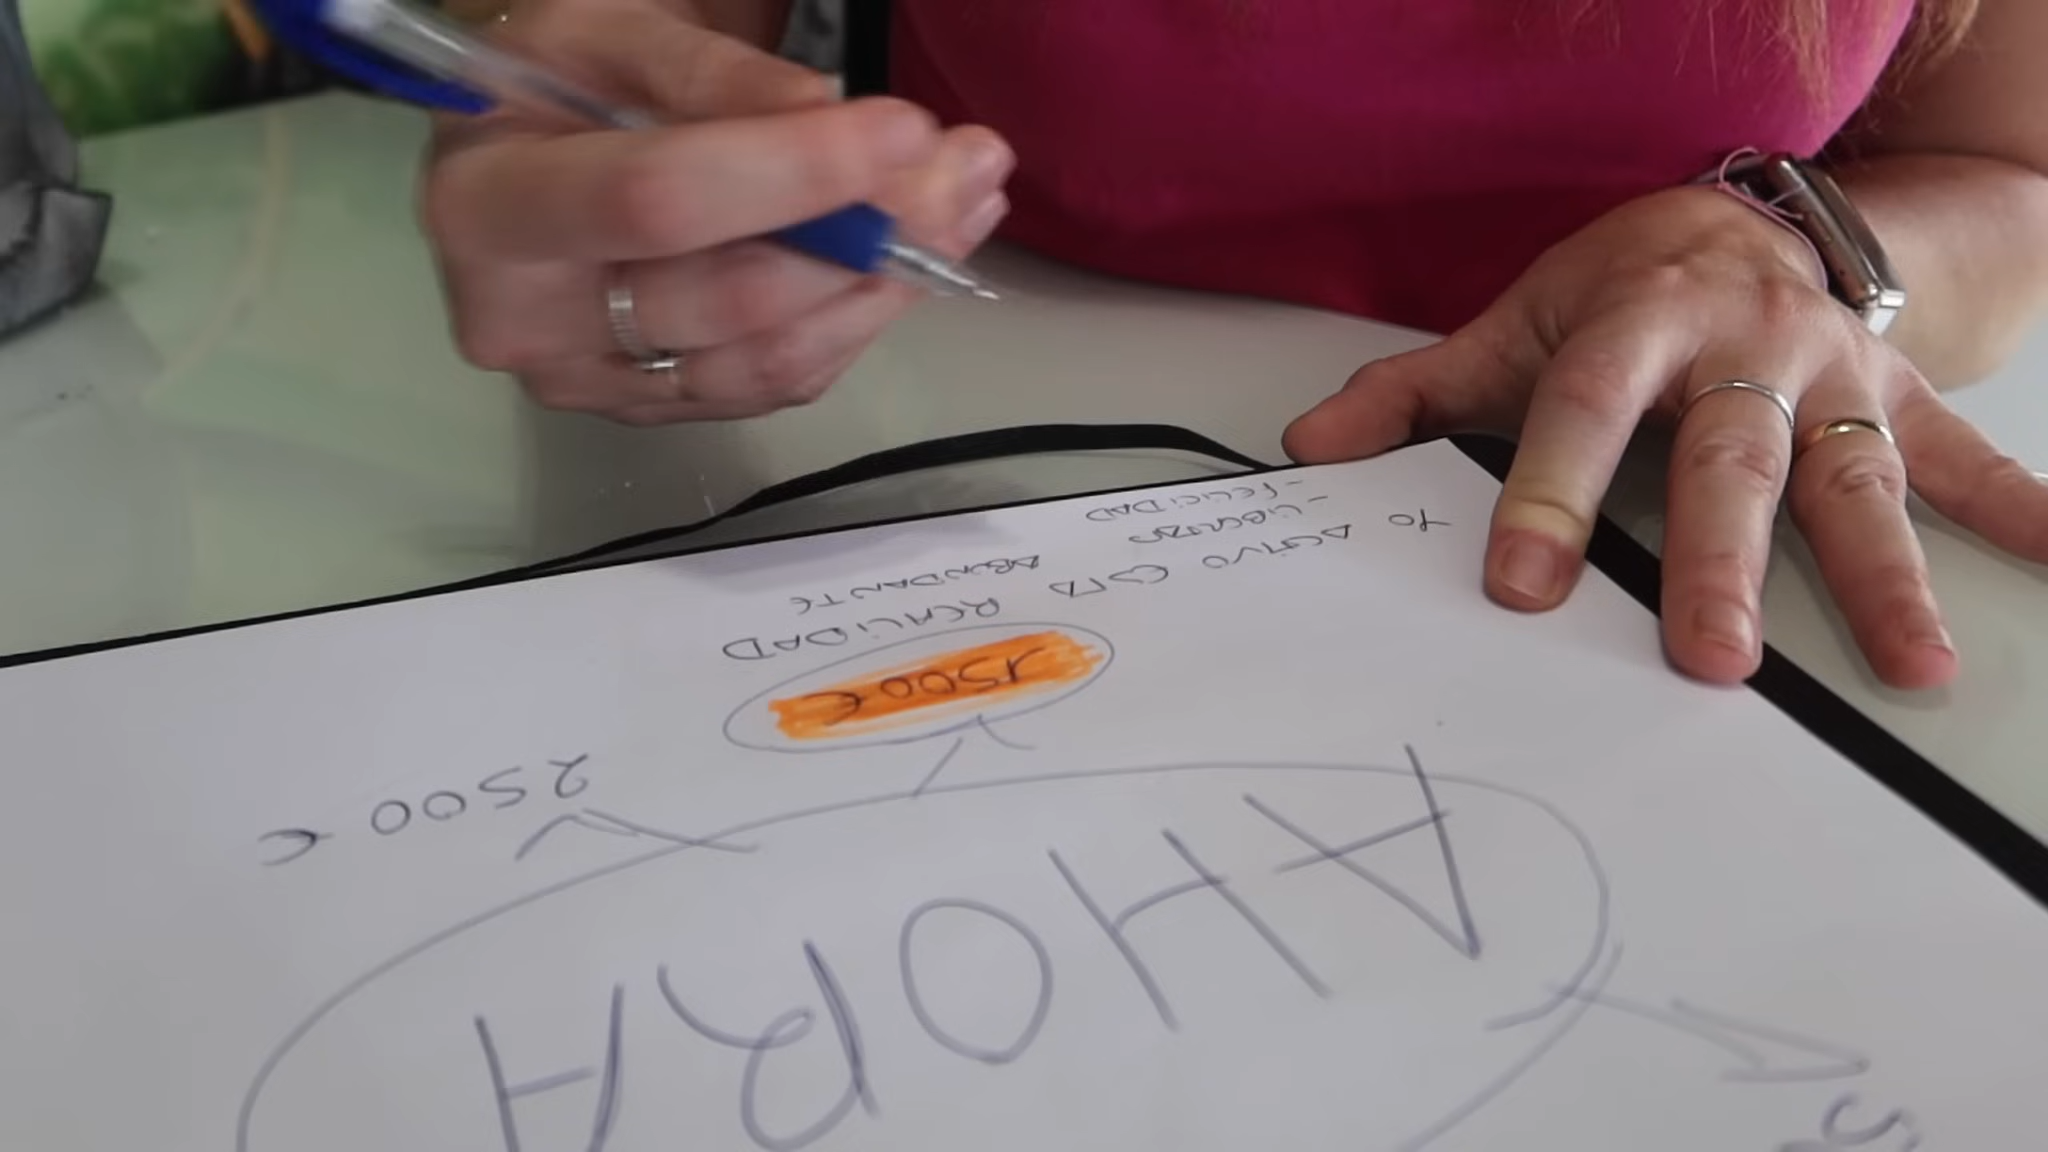 - FELICIDAD
- LIBERTAD
YO ACTIVO ESTA REALIDAD
ABUNDANTE
1500 €
2500 €
AHORA